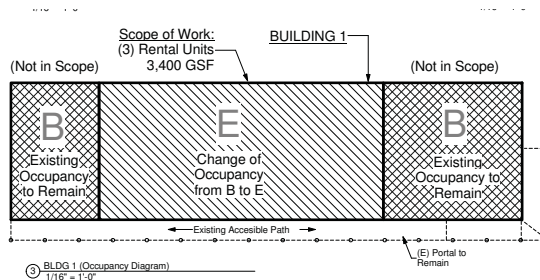 Scope of Work:
(3) Rental Units
3,400 GSF
BUILDING 1
(Not in Scope)
(Not in Scope)
B
E
B
Existing
Occupancy
to Remain
Change of
Occupancy
from B to E
Existing
Occupancy to
Remain
Existing Accesible Path
(E) Portal to
Remain
3
BLDG 1 (Occupancy Diagram)
1/16" = 1'-0"